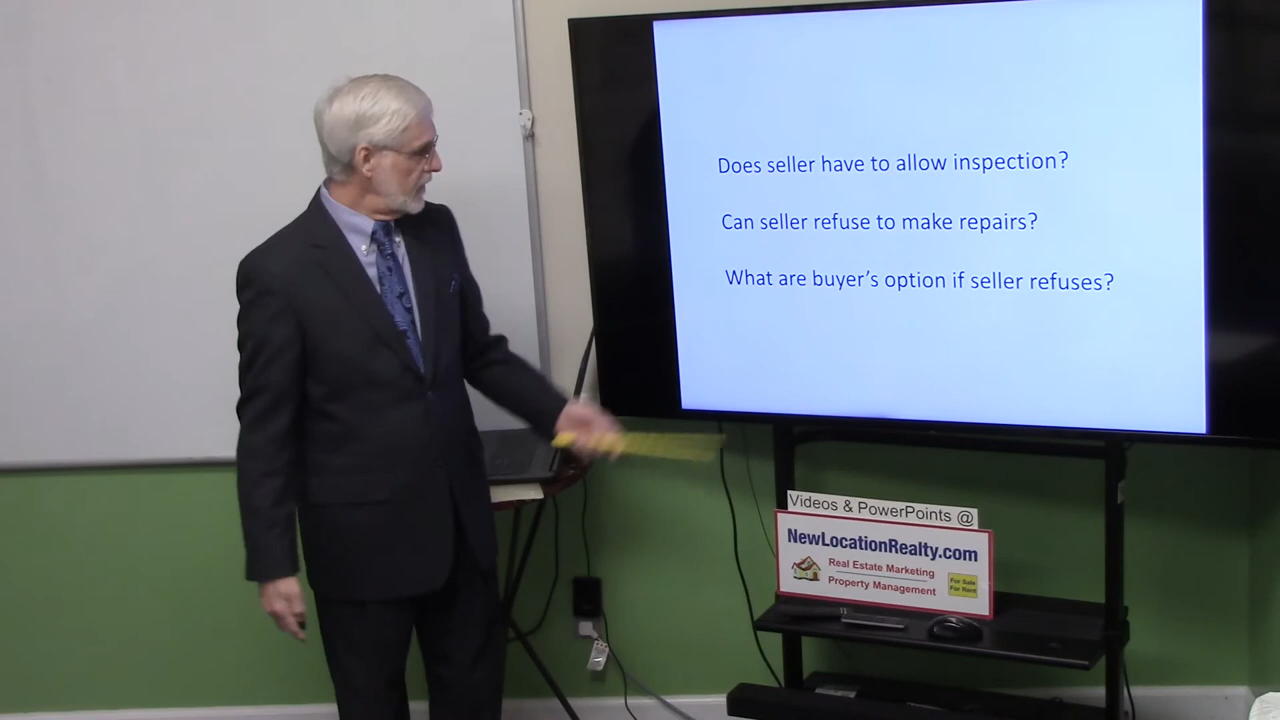 Does seller have to allow inspection?
Can seller refuse to make repairs?
What are buyer's option if seller refuses?
Videos & PowerPoints @
NewLocationRealty.com
Real Estate Marketing
Property Management
For Sale
For Rent